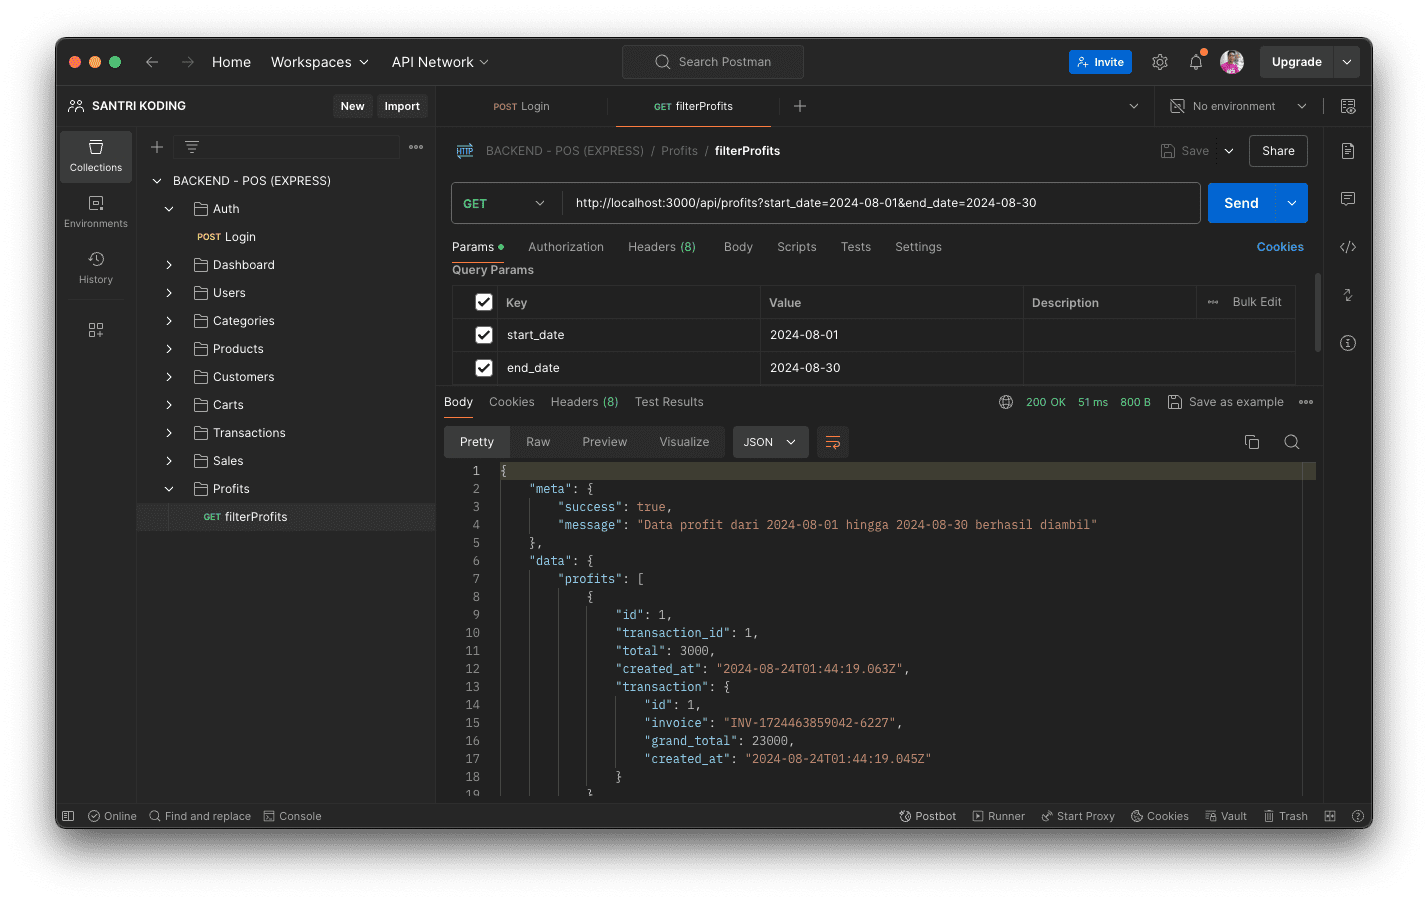 Home Workspaces API Network Search Postman Invite Upgrade
SANTRI KODING New Import POST Login GET filterProfits No environment
Collections
Environments
History
BACKEND - POS (EXPRESS)
Auth
POST Login
Dashboard
Users
Categories
Products
Customers
Carts
Transactions
Sales
Profits
GET filterProfits
HTTP BACKEND - POS (EXPRESS) / Profits / filterProfits Save Share
GET http://localhost:3000/api/profits?start_date=2024-08-01&end_date=2024-08-30 Send
Params Authorization Headers (8) Body Scripts Tests Settings Cookies
Query Params
Key Value Description Bulk Edit
start_date 2024-08-01
end_date 2024-08-30
Body Cookies Headers (8) Test Results 200 OK 51 ms 800 B Save as example
Pretty Raw Preview Visualize JSON
1 {
2 "meta": {
3 "success": true,
4 "message": "Data profit dari 2024-08-01 hingga 2024-08-30 berhasil diambil"
5 },
6 "data": {
7 "profits": [
8 {
9 "id": 1,
10 "transaction_id": 1,
11 "total": 3000,
12 "created_at": "2024-08-24T01:44:19.063Z",
13 "transaction": {
14 "id": 1,
15 "invoice": "INV-1724463859042-6227",
16 "grand_total": 23000,
17 "created_at": "2024-08-24T01:44:19.045Z"
18 }
19 }
Online Find and replace Console Postbot Runner Start Proxy Cookies Vault Trash